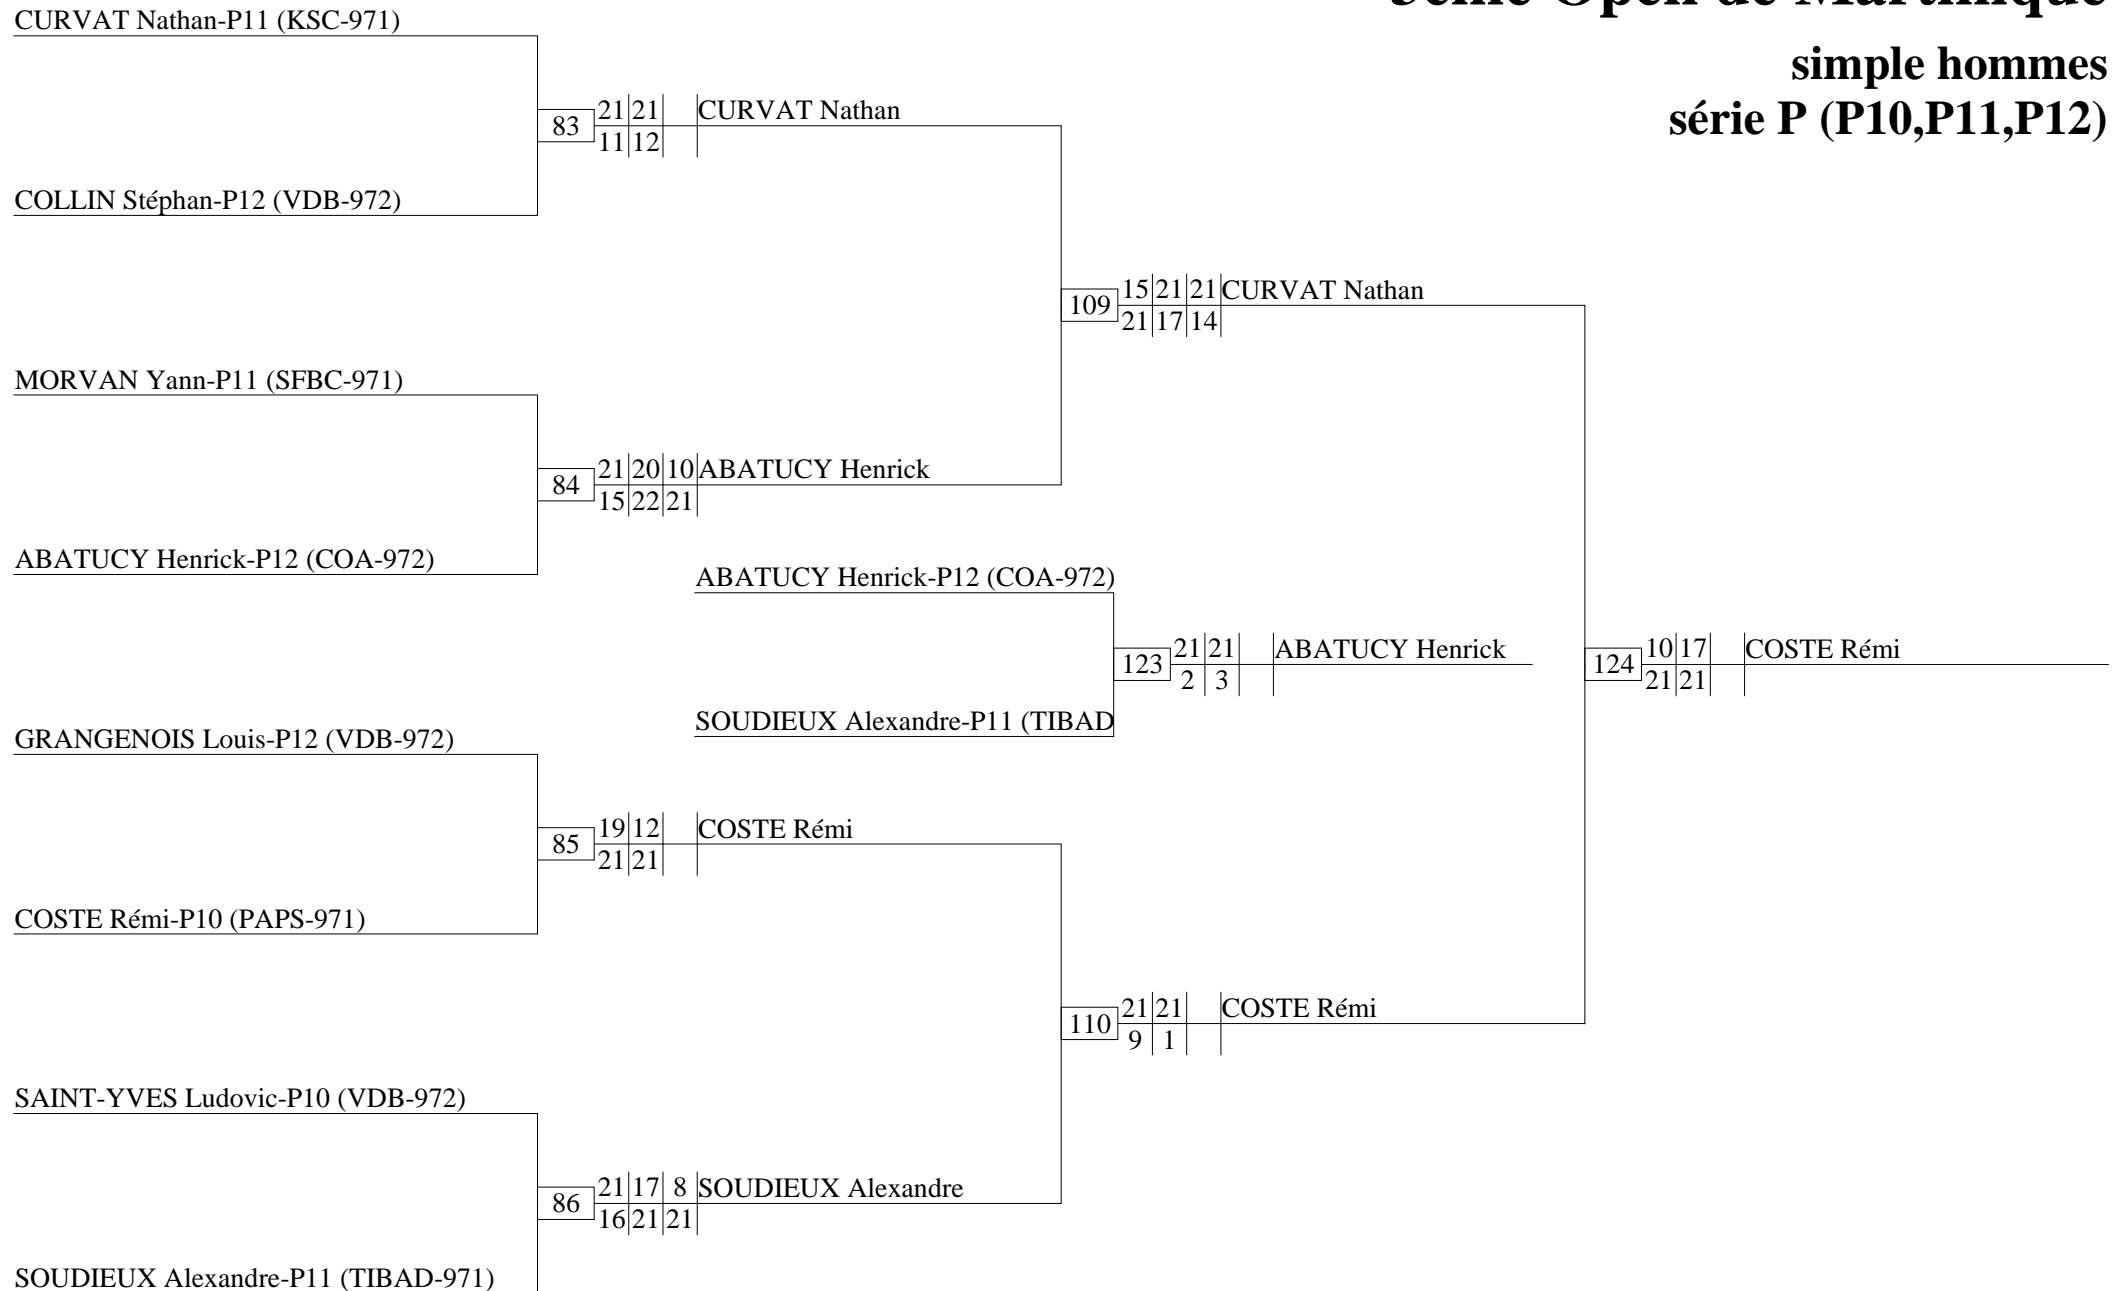 5ème Open de Martinique
simple hommes
série P (P10,P11,P12)
CURVAT Nathan-P11 (KSC-971)
83
21 21
11 12
CURVAT Nathan
COLLIN Stéphan-P12 (VDB-972)
109
15 21 21
21 17 14
CURVAT Nathan
MORVAN Yann-P11 (SFBC-971)
84
21 20 10
15 22 21
ABATUCY Henrick
ABATUCY Henrick-P12 (COA-972)
ABATUCY Henrick-P12 (COA-972)
123
21 21
2 3
ABATUCY Henrick
SOUDIEUX Alexandre-P11 (TIBAD
124
10 17
21 21
COSTE Rémi
GRANGENOIS Louis-P12 (VDB-972)
85
19 12
21 21
COSTE Rémi
COSTE Rémi-P10 (PAPS-971)
110
21 21
9 1
COSTE Rémi
SAINT-YVES Ludovic-P10 (VDB-972)
86
21 17 8
16 21 21
SOUDIEUX Alexandre
SOUDIEUX Alexandre-P11 (TIBAD-971)